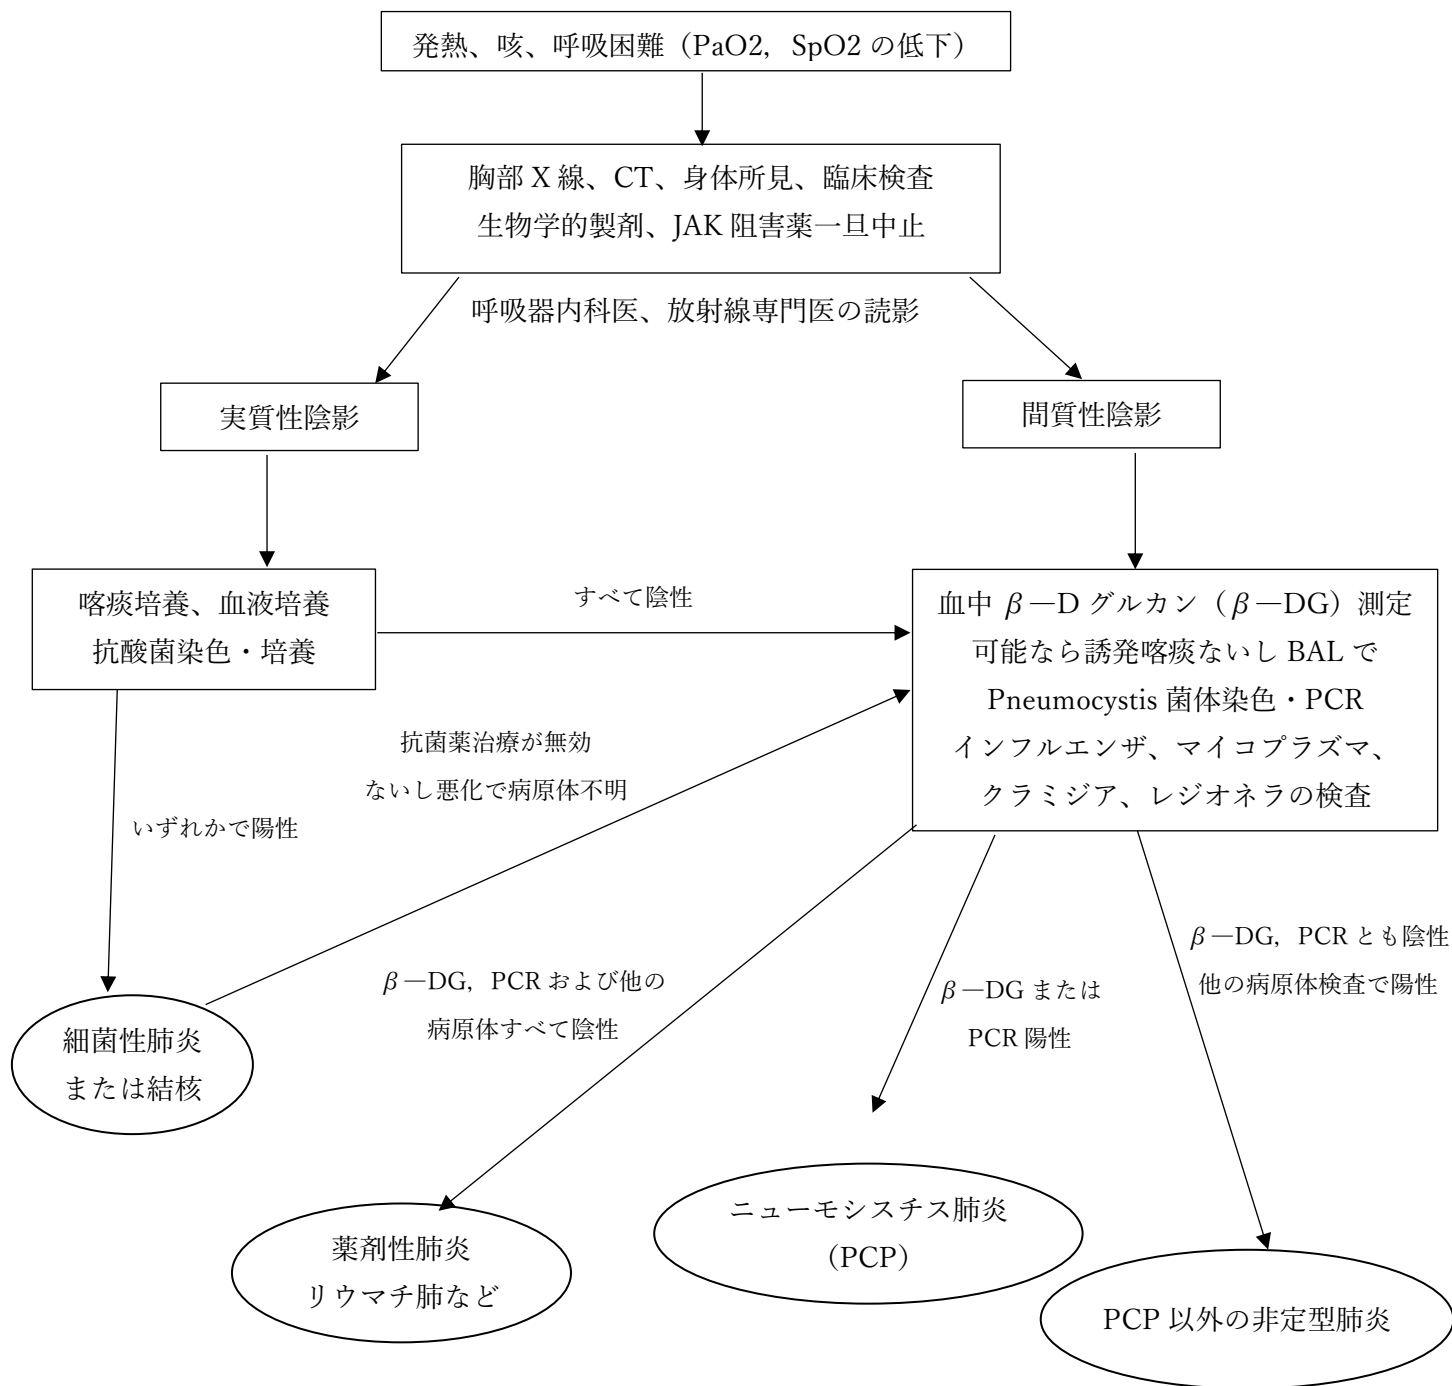 発熱、咳、呼吸困難（PaO2，SpO2 の低下）
胸部 X 線、CT、身体所見、臨床検査
生物学的製剤、JAK 阻害薬一旦中止
呼吸器内科医、放射線専門医の読影
実質性陰影
間質性陰影
喀痰培養、血液培養
抗酸菌染色・培養
すべて陰性
血中 β―D グルカン（β―DG）測定
可能なら誘発喀痰ないし BAL で
Pneumocystis 菌体染色・PCR
インフルエンザ、マイコプラズマ、
クラミジア、レジオネラの検査
抗菌薬治療が無効
ないし悪化で病原体不明
いずれかで陽性
細菌性肺炎
または結核
β―DG，PCR および他の
病原体すべて陰性
β―DG または
PCR 陽性
β―DG，PCR とも陰性
他の病原体検査で陽性
薬剤性肺炎
リウマチ肺など
ニューモシスチス肺炎
（PCP）
PCP 以外の非定型肺炎